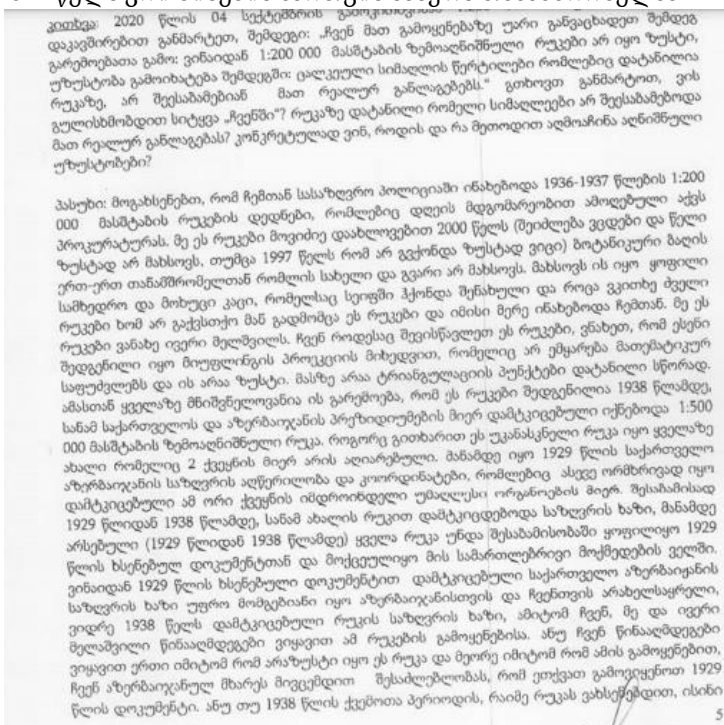 კითხვა: 2020 წლის 04 სექტემბრის
დაკავშირებით განმარტეთ, შემდეგი: „ჩვენ მათ გამოყენებაზე უარი განვაცხადეთ შემდეგ
გარემოებათა გამო: ვინაიდან 1:200 000 მასშტაბის ზემოაღნიშნული რუკები არ იყო ზუსტი,
უზუსტობა გამოიხატება შემდეგში: ცალკეული სიმაღლის წერტილები რომლებიც დატანილია
რუკაზე, არ შეესაბამებიან მათ რეალურ განლაგებებს.“ გთხოვთ განმარტოთ, ვის
გულისხმობდით სიტყვა „ჩვენში“? რუკაზე დატანილი რომელი სიმაღლეები არ შეესაბამებოდა
მათ რეალურ განლაგებას? კონკრეტულად ვინ, როდის და რა მეთოდით აღმოაჩინა აღნიშნული
უზუსტობები?
პასუხი: მოგახსენებთ, რომ ჩემთან სასაზღვრო პოლიციაში ინახებოდა 1936-1937 წლების 1:200
000 მასშტაბის რუკების დედნები, რომლებიც დღეის მდგომარეობით ამოღებული აქვს
პროკურატურას. მე ეს რუკები მოვიძიე დაახლოვებით 2000 წელს (შეიძლება ვცდები და წელი
ზუსტად არ მახსოვს, თუმცა 1997 წელს რომ არ გვქონდა ზუსტად ვიცი) ბოტანიკური ბაღის
ერთ-ერთ თანამშრომელთან რომლის სახელი და გვარი არ მახსოვს. მახსოვს ის იყო ყოფილი
სამხედრო და მოხუცი კაცი, რომელსაც სეიფში ჰქონდა შენახული და როცა ვკითხე ძველი
რუკები ხომ არ გაქვსთქო მან გადმომცა ეს რუკები და იმისი მერე ინახებოდა ჩემთან. მე ეს
რუკები ვანახე ივერი მელშვილს. ჩვენ როდესაც შევისწავლეთ ეს რუკები, ვნახეთ, რომ ესენი
შედგენილი იყო მიუფლინგის პროეკციის მიხედვით, რომელიც არ ემყარება მათემატიკურ
საფუძვლებს და ის არაა ზუსტი. მასზე არაა ტრიანგულაციის პუნქტები დატანილი სწორად.
ამასთან ყველაზე მნიშვნელოვანია ის გარემოება, რომ ეს რუკები შედგენილია 1938 წლამდე,
სანამ საქართველოს და აზერბაიჯანის პრეზიდიუმების მიერ დამტკიცებული იქნებოდა 1:500
000 მასშტაბის ზემოაღნიშნული რუკა. როგორც გითხარით ეს უკანასკნელი რუკა იყო ყველაზე
ახალი რომელიც 2 ქვეყნის მიერ არის აღიარებული. მანამდე იყო 1929 წლის საქართველო
აზერბაიჯანის საზღვრის აღწერილობა და კოორდინატები, რომლებიც ასევე ორმხრივად იყო
დამტკიცებული ამ ორი ქვეყნის იმდროინდელი უმაღლესი ორგანოების მიერ. შესაბამისად
1929 წლიდან 1938 წლამდე, სანამ ახალის რუკით დამტკიცდებოდა საზღვრის ხაზი, მანამდე
არსებული (1929 წლიდან 1938 წლამდე) ყველა რუკა უნდა შესაბამისობაში ყოფილიყო 1929
წლის ხსენებულ დოკუმენტთან და მოქცეულიყო მის სამართლებრივი მოქმედების ველში.
ვინაიდან 1929 წლის ხსენებული დოკუმენტით დამტკიცებული საქართველო აზერბაიჟანის
საზღვრის ხაზი უფრო მომგებიანი იყო აზერბაიჯანისთვის და ჩვენთვის არახელსაყრელი,
ვიდრე 1938 წელს დამტკიცებული რუკის საზღვრის ხაზი, ამიტომ ჩვენ, მე და ივერი
მელაშვილი წინააღმდეგები ვიყავით ამ რუკების გამოყენებისა. ანუ ჩვენ წინააღმდეგები
ვიყავით ერთი იმიტომ რომ არაზუსტი იყო ეს რუკა და მეორე იმიტომ რომ ამის გამოყენებით,
ჩვენ აზერბაიჯანულ მხარეს მივცემდით შესაძლებლობას, რომ ეთქვათ გამოვიყენოთ 1929
წლის დოკუმენტი. ანუ თუ 1938 წლის ქვემოთა პერიოდის, რაიმე რუკას ვახსენებდით, ისინი
5